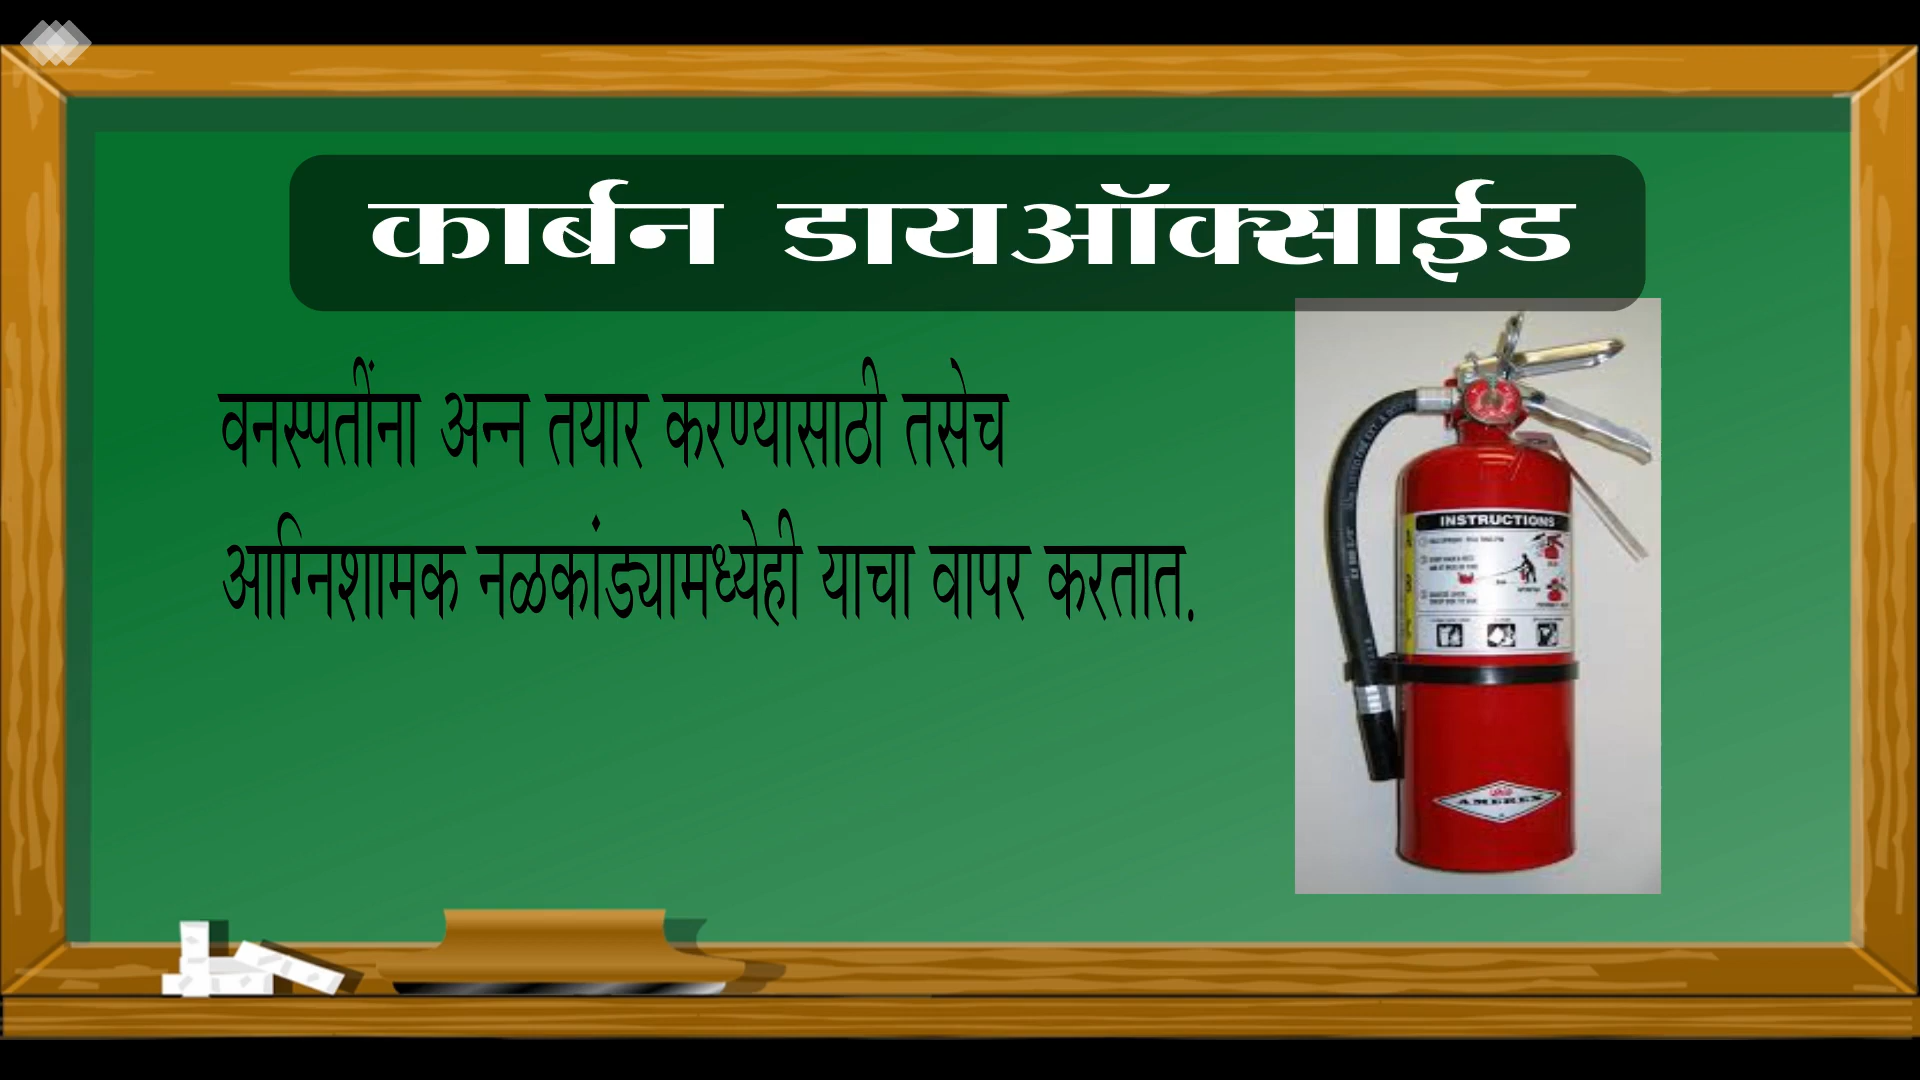 कार्बन डायऑक्साईड
वनस्पतींना अन्न तयार करण्यासाठी तसेच
आग्निशामक नळकांड्यामध्येही याचा वापर करतात.
INSTRUCTIONS
AMEREX